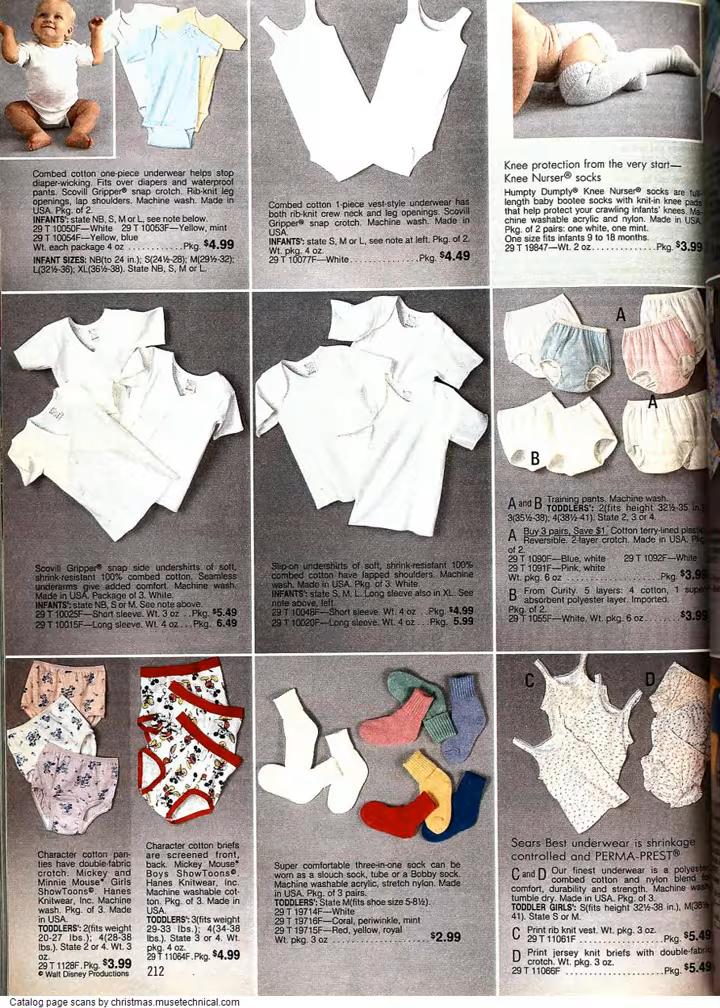 Combed cotton one-piece underwear helps stop
diaper-wicking. Fits over diapers and waterproof
pants. Scovill Gripper® snap crotch. Rib-knit leg
openings, lap shoulders. Machine wash. Made in
USA. Pkg. of 2.
INFANTS': state NB, S, M or L, see note below.
29 T 10050F—White 29 T 10053F—Yellow, mint
29 T 10054F—Yellow, blue
Wt. each package 4 oz ............Pkg. $4.99
INFANT SIZES: NB(to 24 in.); S(24½-28); M(29½-32);
L(32½-36); XL(36½-38). State NB, S, M or L.
Combed cotton 1-piece vest-style underwear has
both rib-knit crew neck and leg openings. Scovill
Gripper® snap crotch. Machine wash. Made in
USA.
INFANTS': state S, M or L, see note at left. Pkg. of 2.
Wt. pkg. 4 oz.
29 T 10077F—White..............Pkg. $4.49
Knee protection from the very start—
Knee Nurser® socks
Humpty Dumpty® Knee Nurser® socks are full-
length baby bootee socks with knit-in knee pads
that help protect your crawling infants' knees. Ma-
chine washable acrylic and nylon. Made in USA.
Pkg. of 2 pairs: one white, one mint.
One size fits infants 9 to 18 months.
29 T 19847—Wt. 2 oz..............Pkg. $3.99
Scovill Gripper® snap side undershirts of soft,
shrink-resistant 100% combed cotton. Seamless
underarms give added comfort. Machine wash.
Made in USA. Package of 3. White.
INFANTS': state NB, S or M. See note above.
29 T 10025F—Short sleeve. Wt. 3 oz ..Pkg. $5.49
29 T 10015F—Long sleeve. Wt. 4 oz...Pkg. 6.49
Slip-on undershirts of soft, shrink-resistant 100%
combed cotton have lapped shoulders. Machine
wash. Made in USA. Pkg. of 3. White.
INFANTS': state S, M, L. Long sleeve also in XL. See
note above, left.
29 T 10048F—Short sleeve. Wt. 4 oz ..Pkg. $4.99
29 T 10020F—Long sleeve. Wt. 4 oz ...Pkg. 5.99
A
A
B
A and B Training pants. Machine wash.
TODDLERS': 2(fits height 32½-35 in.);
3(35½-38); 4(38½-41). State 2, 3 or 4.
A Buy 3 pairs, Save $1. Cotton terry-lined
Reversible. 2-layer crotch. Made in USA.
of 2.
29 T 1090F—Blue, white 29 T 1092F—White
29 T 1091F—Pink, white
Wt. pkg. 6 oz ....................Pkg. $3.99
B From Curity. 5 layers: 4 cotton, 1 super
absorbent polyester layer. Imported.
Pkg. of 2.
29 T 1055F—White, Wt. pkg. 6 oz......$3.99
Character cotton pan-
ties have double-fabric
crotch. Mickey and
Minnie Mouse® Girls
ShowToons®. Hanes
Knitwear, Inc. Machine
wash. Pkg. of 3. Made
in USA.
TODDLERS': 2(fits weight
20-27 lbs.); 4(28-38
lbs.). State 2 or 4. Wt. 3
oz.
29 T 1128F.Pkg. $3.99
© Walt Disney Productions
Character cotton briefs
are screened front,
back. Mickey Mouse®
Boys ShowToons®.
Hanes Knitwear, Inc.
Machine washable cot-
ton. Pkg. of 3. Made in
USA.
TODDLERS': 3(fits weight
29-33 lbs.); 4(34-38
lbs.). State 3 or 4. Wt.
pkg. 4 oz.
29 T 11064F.Pkg. $4.99
212
Super comfortable three-in-one sock can be
worn as a slouch sock, tube or a Bobby sock.
Machine washable acrylic, stretch nylon. Made
in USA. Pkg. of 3 pairs.
TODDLERS': State M(fits shoe size 5-8½).
29 T 19714F—White
29 T 19716F—Coral, periwinkle, mint
29 T 19715F—Red, yellow, royal
Wt. pkg. 3 oz ....................$2.99
C
D
Sears Best underwear is shrinkage
controlled and PERMA-PREST®
C and D Our finest underwear is a polyester,
combed cotton and nylon blend for
comfort, durability and strength. Machine wash,
tumble dry. Made in USA. Pkg. of 3.
TODDLER GIRLS': S(fits height 32½-38 in.), M(38½-
41). State S or M.
C Print rib knit vest. Wt. pkg. 3 oz.
29 T 11061F....................$5.49
D Print jersey knit briefs with double-fabric
crotch. Wt. pkg. 3 oz.
29 T 11066F....................$5.49
Catalog page scans by christmas.musetechnical.com